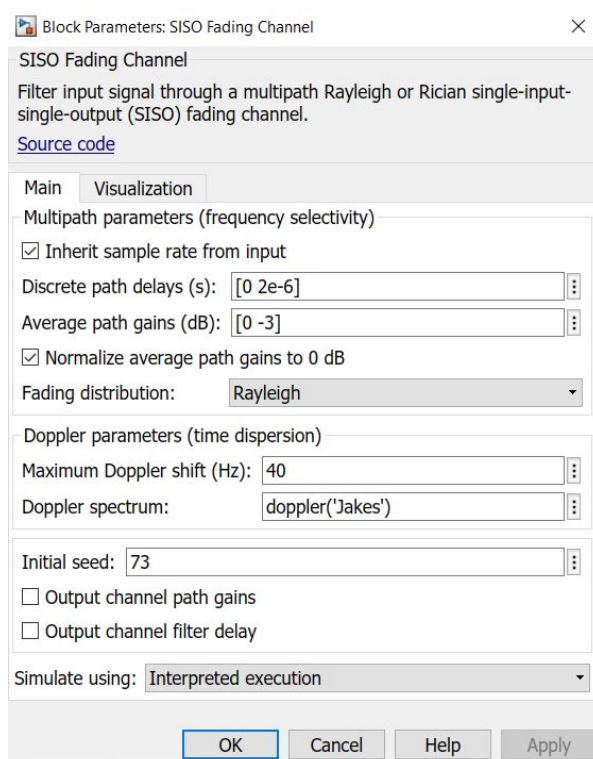 Block Parameters: SISO Fading Channel
SISO Fading Channel
Filter input signal through a multipath Rayleigh or Rician single-input-
single-output (SISO) fading channel.
Source code
Main Visualization
Multipath parameters (frequency selectivity)
Inherit sample rate from input
Discrete path delays (s): [0 2e-6]
Average path gains (dB): [0 -3]
Normalize average path gains to 0 dB
Fading distribution: Rayleigh
Doppler parameters (time dispersion)
Maximum Doppler shift (Hz): 40
Doppler spectrum: doppler('Jakes')
Initial seed: 73
Output channel path gains
Output channel filter delay
Simulate using: Interpreted execution
OK Cancel Help Apply